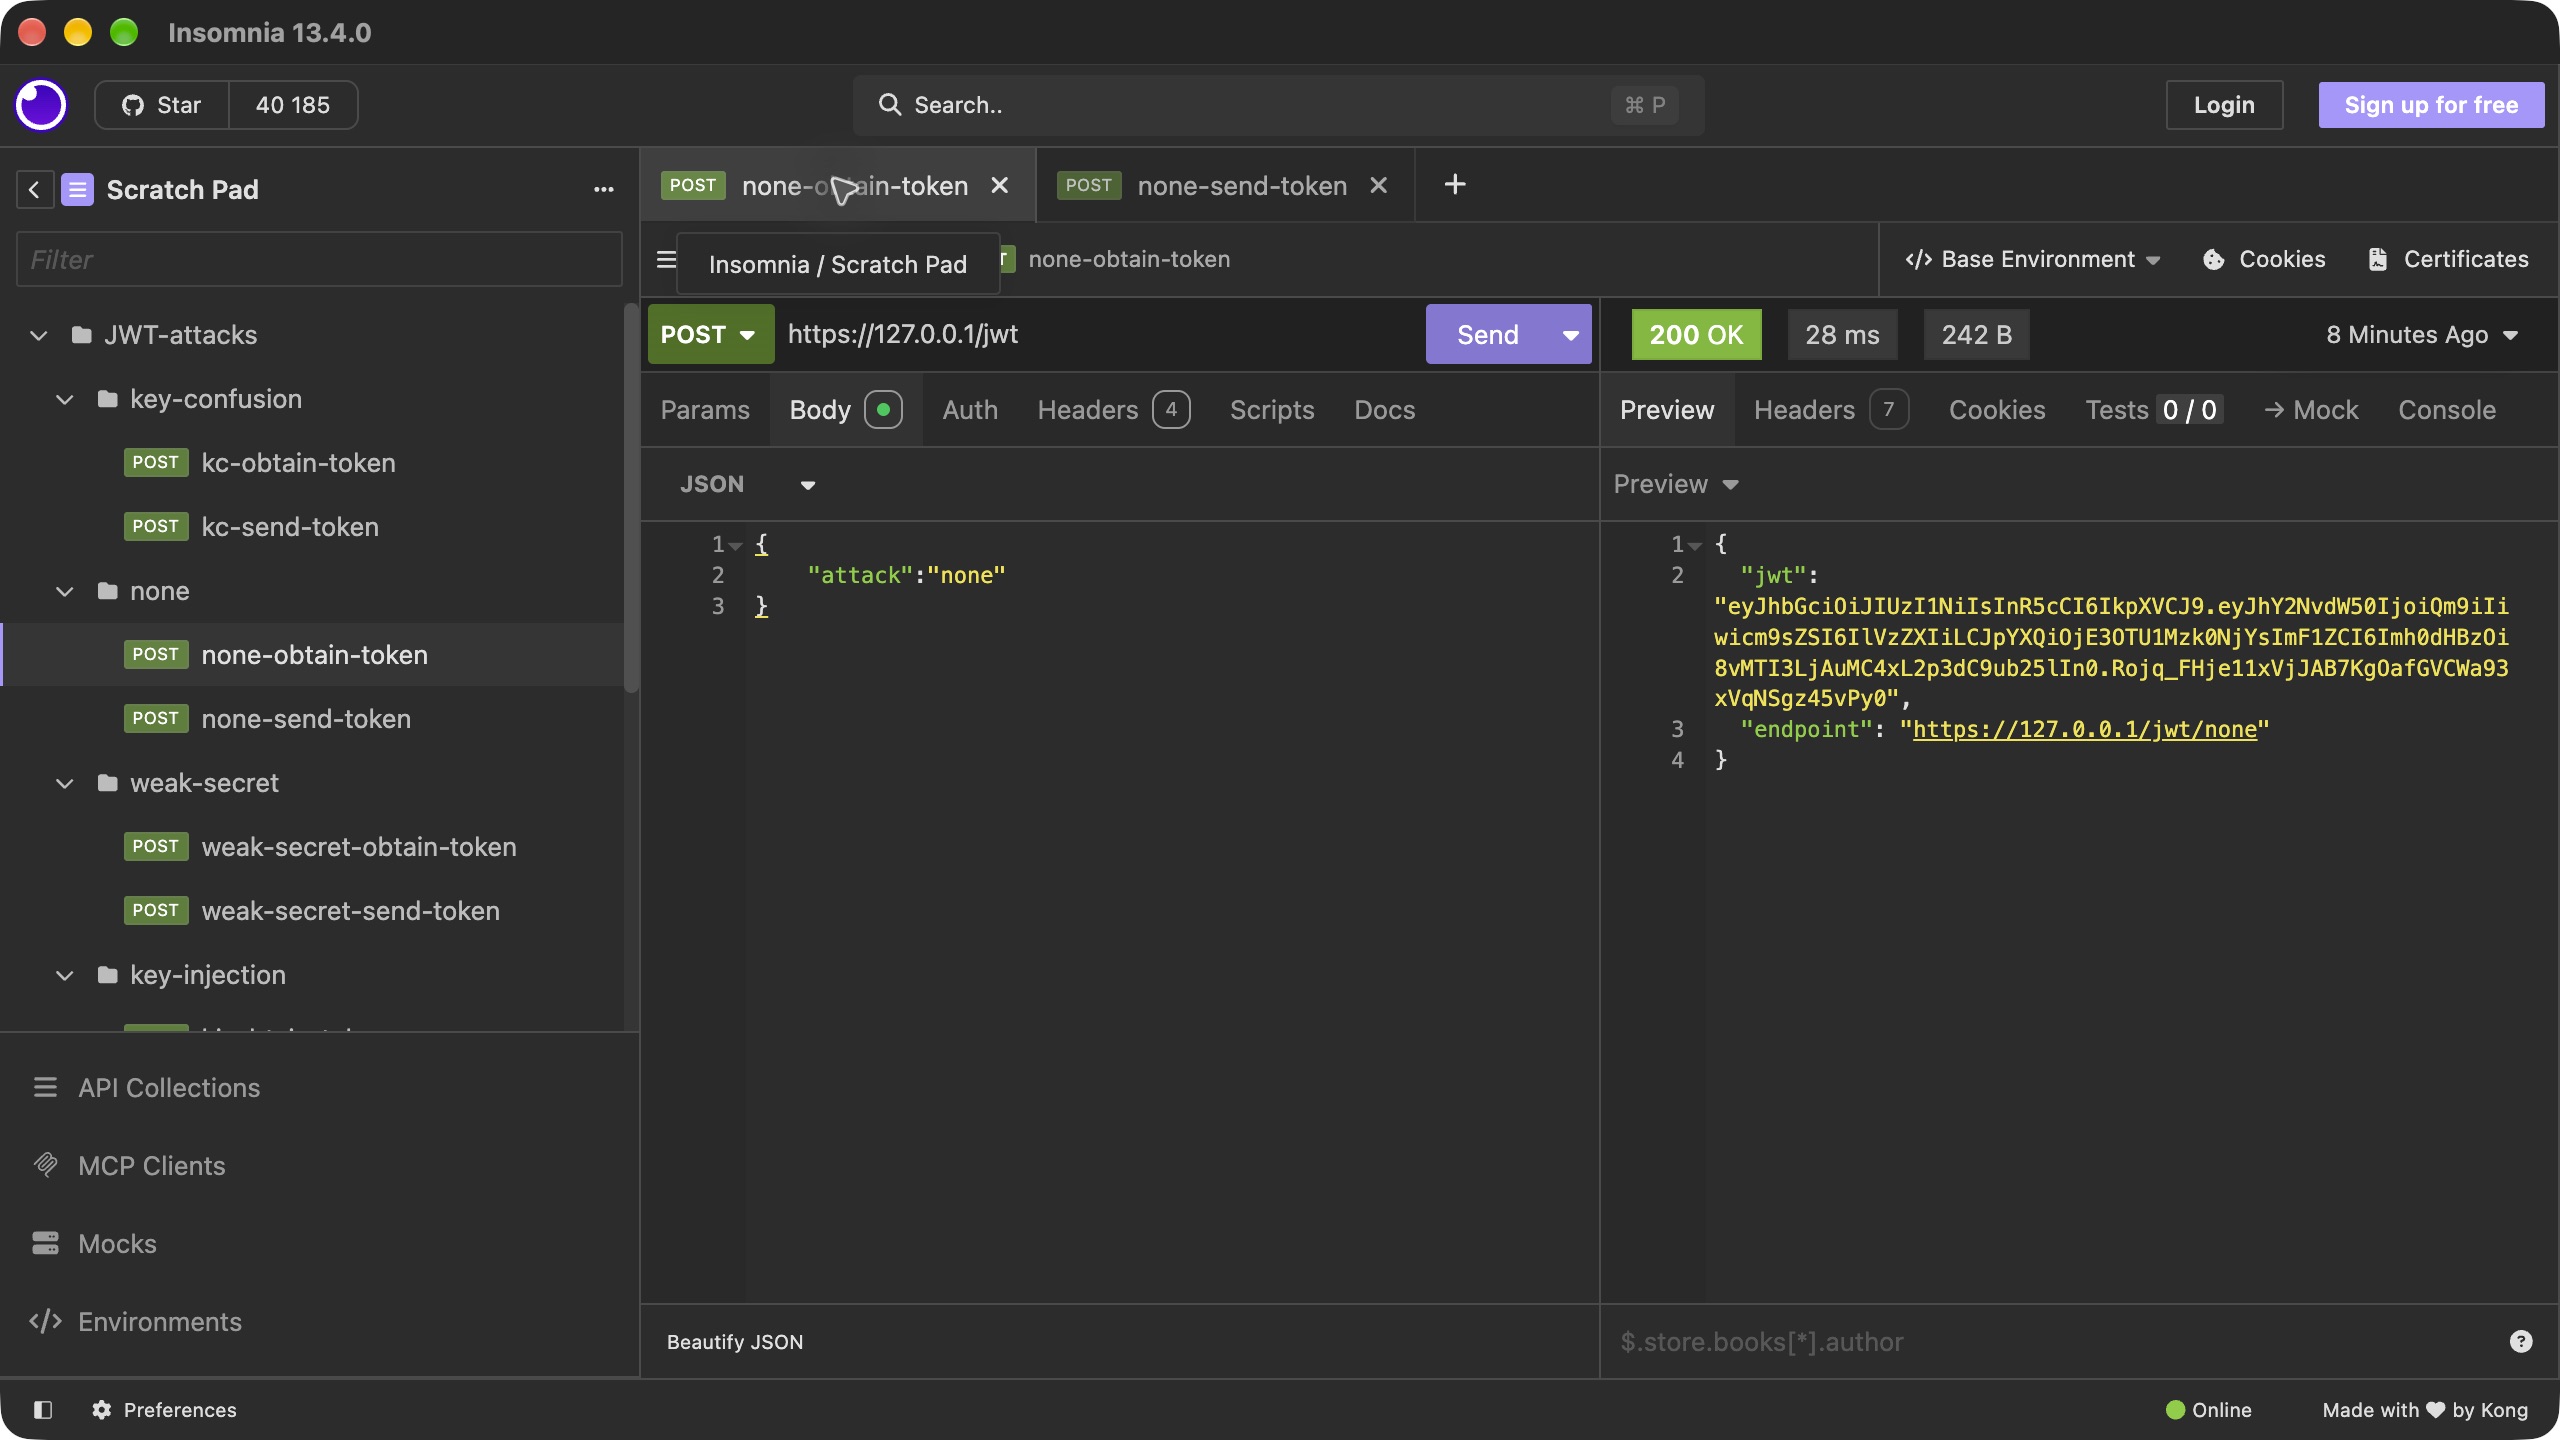 Insomnia 13.4.0
Star 40 185
Search.. ⌘ P
Login
Sign up for free
Scratch Pad
POST none-obtain-token
POST none-send-token
Filter
Insomnia / Scratch Pad
T none-obtain-token
Base Environment
Cookies
Certificates
JWT-attacks
key-confusion
POST kc-obtain-token
POST kc-send-token
none
POST none-obtain-token
POST none-send-token
weak-secret
POST weak-secret-obtain-token
POST weak-secret-send-token
key-injection
API Collections
MCP Clients
Mocks
Environments
POST https://127.0.0.1/jwt
Send
Params Body Auth Headers 4 Scripts Docs
JSON
1 {
2 "attack":"none"
3 }
Beautify JSON
200 OK 28 ms 242 B
8 Minutes Ago
Preview Headers 7 Cookies Tests 0 / 0 → Mock Console
Preview
1 {
2 "jwt":
"eyJhbGciOiJIUzI1NiIsInR5cCI6IkpXVCJ9.eyJhY2NvdW50IjoiQm9iIi
wicm9sZSI6IlVzZXIiLCJpYXQiOjE3OTU1Mzk0NjYsImF1ZCI6Imh0dHBzOi
8vMTI3LjAuMC4xL2p3dC9ub25lIn0.Rojq_FHje11xVjJAB7KgOafGVCWa93
xVqNSgz45vPy0",
3 "endpoint": "https://127.0.0.1/jwt/none"
4 }
$.store.books[*].author
Preferences
Online
Made with ♥ by Kong